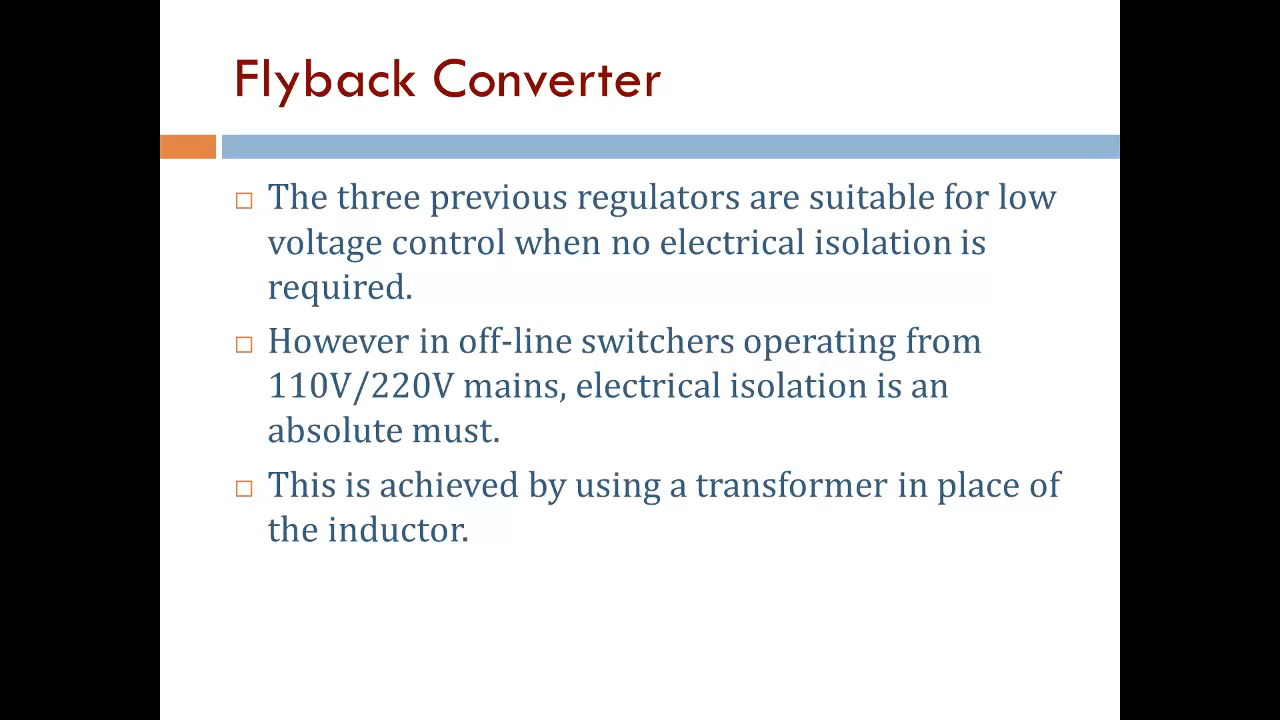 Flyback Converter
The three previous regulators are suitable for low
voltage control when no electrical isolation is
required.
However in off-line switchers operating from
110V/220V mains, electrical isolation is an
absolute must.
This is achieved by using a transformer in place of
the inductor.